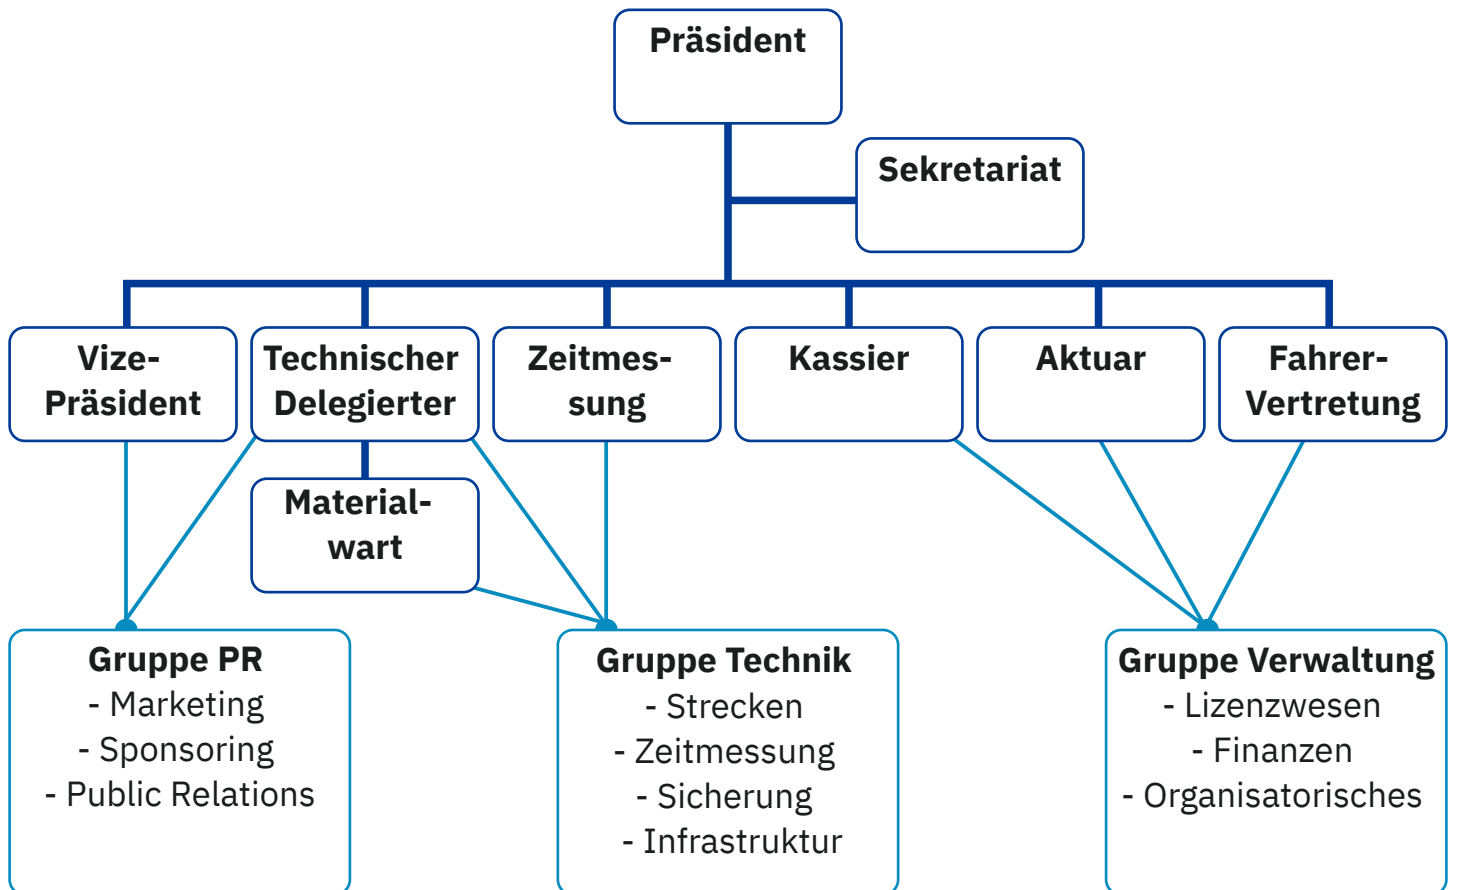 Präsident
Sekretariat
Vize-
Präsident
Technischer
Delegierter
Zeitmes-
sung
Kassier
Aktuar
Fahrer-
Vertretung
Material-
wart
Gruppe PR
- Marketing
- Sponsoring
- Public Relations
Gruppe Technik
- Strecken
- Zeitmessung
- Sicherung
- Infrastruktur
Gruppe Verwaltung
- Lizenzwesen
- Finanzen
- Organisatorisches